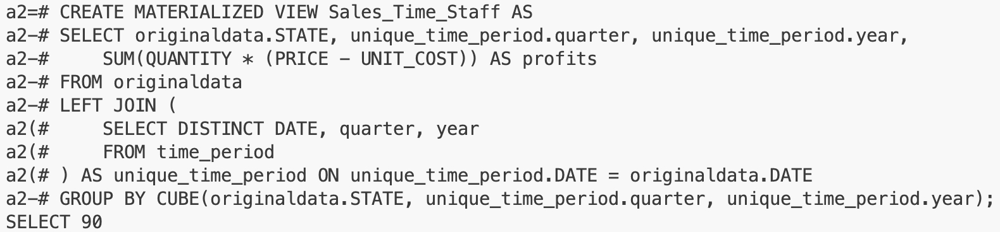 a2=# CREATE MATERIALIZED VIEW Sales_Time_Staff AS
a2-# SELECT originaldata.STATE, unique_time_period.quarter, unique_time_period.year,
a2-#     SUM(QUANTITY * (PRICE - UNIT_COST)) AS profits
a2-# FROM originaldata
a2-# LEFT JOIN (
a2(#     SELECT DISTINCT DATE, quarter, year
a2(#     FROM time_period
a2(# ) AS unique_time_period ON unique_time_period.DATE = originaldata.DATE
a2-# GROUP BY CUBE(originaldata.STATE, unique_time_period.quarter, unique_time_period.year);
SELECT 90